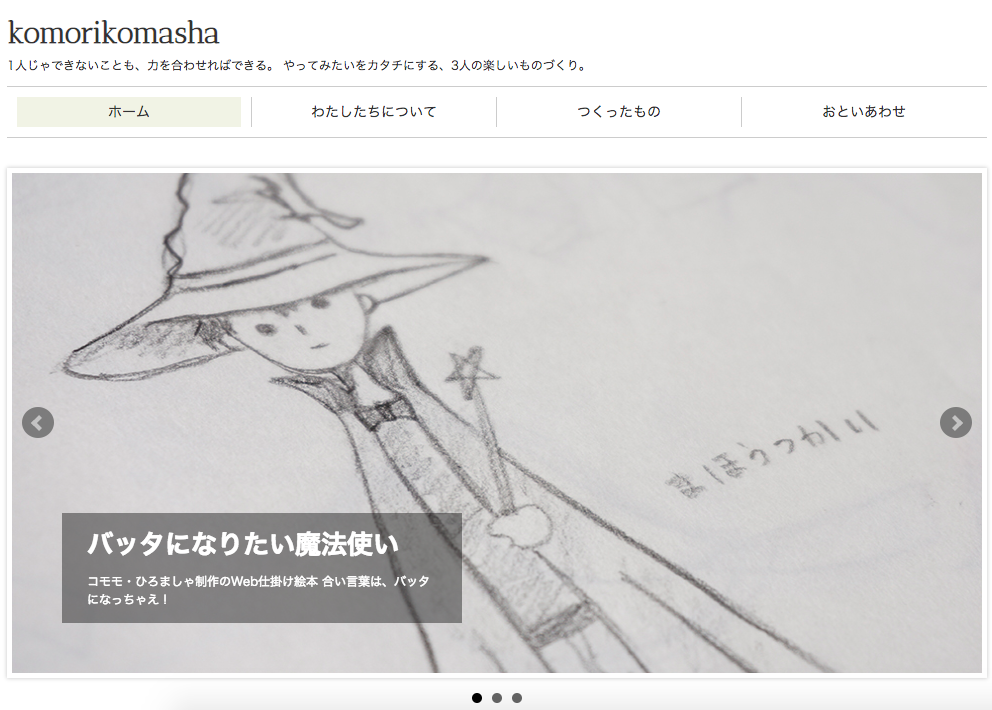 komorikomasha
1人じゃできないことも、力を合わせればできる。 やってみたいをカタチにする、3人の楽しいものづくり。
ホーム
わたしたちについて
つくったもの
おといあわせ
まほうつかい
バッタになりたい魔法使い
コモモ・ひろましゃ制作のWeb仕掛け絵本 合い言葉は、バッタ
になっちゃえ！